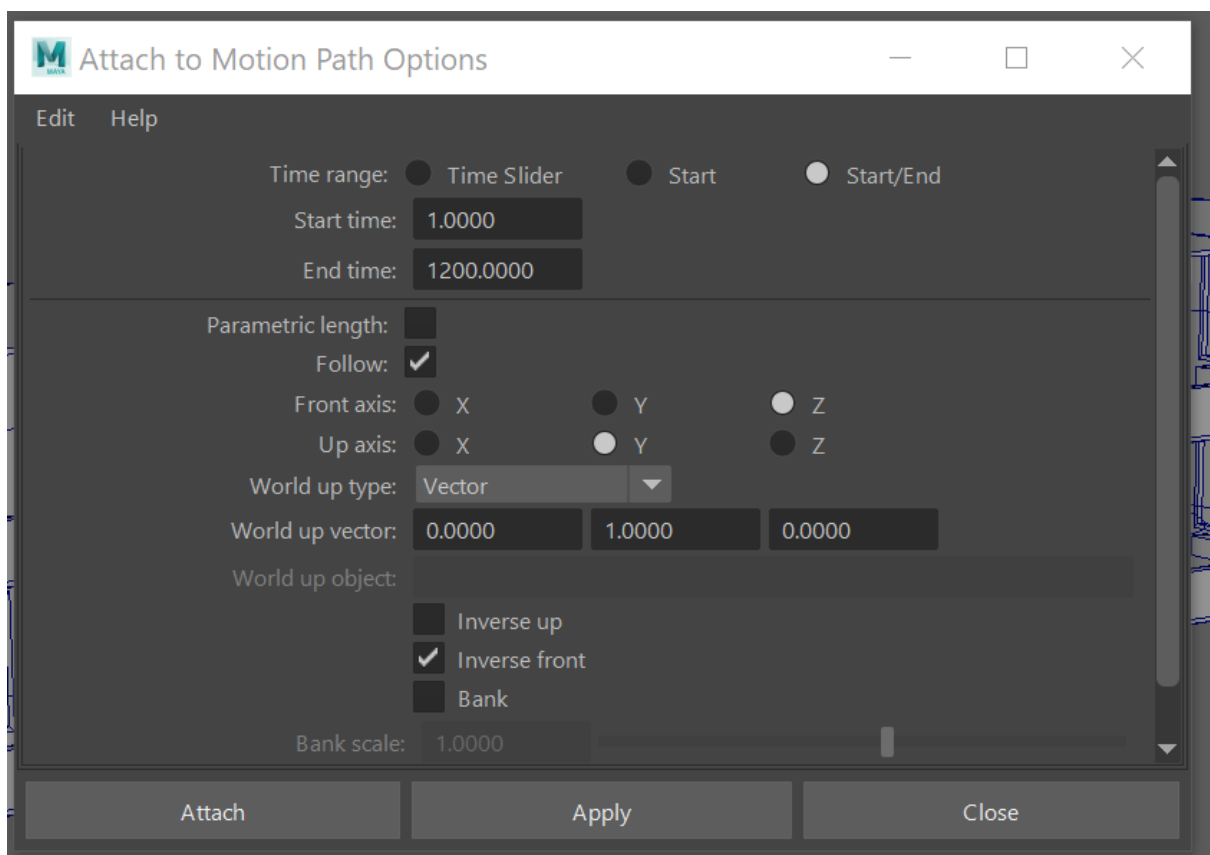 MAYA
Attach to Motion Path Options
Edit Help
Time range: Time Slider Start Start/End
Start time: 1.0000
End time: 1200.0000
Parametric length:
Follow:
Front axis: X Y Z
Up axis: X Y Z
World up type: Vector
World up vector: 0.0000 1.0000 0.0000
World up object:
Inverse up
Inverse front
Bank
Bank scale: 1.0000
Attach Apply Close